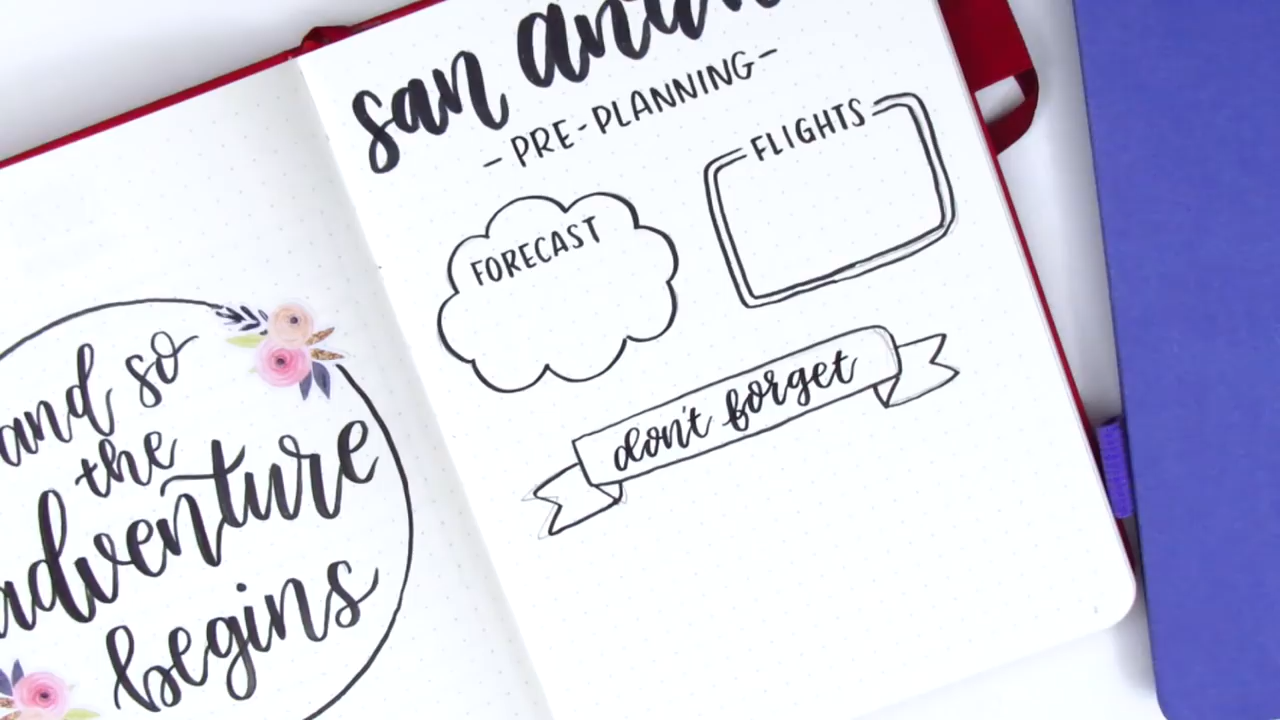 and so
the
adventure
begins
san
- PRE-PLANNING -
FORECAST
FLIGHTS
don't forget